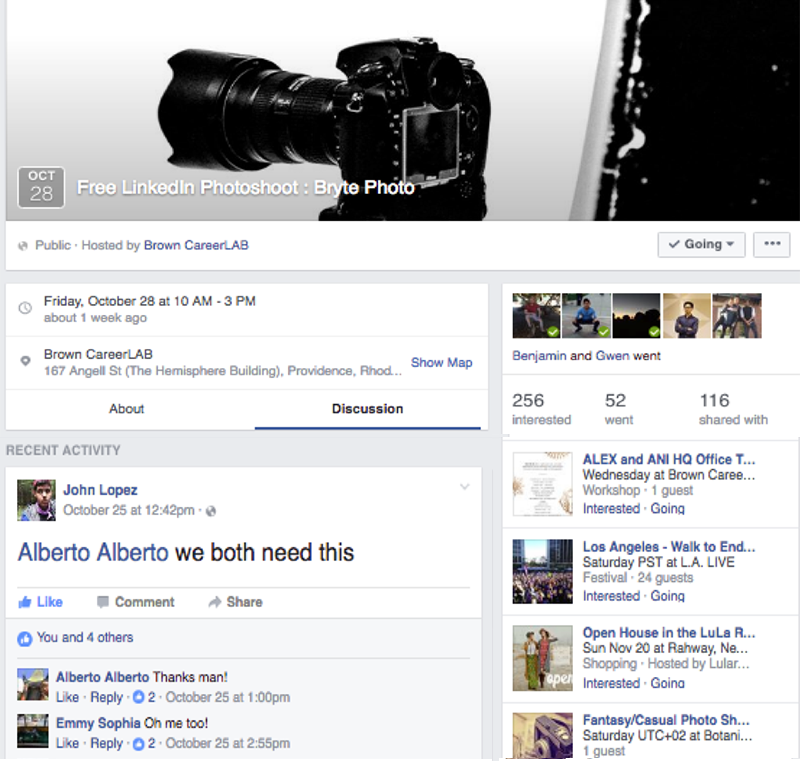 OCT
28
Free LinkedIn Photoshoot : Bryte Photo
Public · Hosted by Brown CareerLAB
Going
Friday, October 28 at 10 AM - 3 PM
about 1 week ago
Brown CareerLAB
167 Angell St (The Hemisphere Building), Providence, Rhod...
Show Map
About
Discussion
RECENT ACTIVITY
John Lopez
October 25 at 12:42pm ·
Alberto Alberto we both need this
Like Comment Share
You and 4 others
Alberto Alberto Thanks man!
Like · Reply · 2 · October 25 at 1:00pm
Emmy Sophia Oh me too!
Like · Reply · 2 · October 25 at 2:55pm
Benjamin and Gwen went
256 52 116
interested went shared with
ALEX and ANI HQ Office T...
Wednesday at Brown Caree...
Workshop · 1 guest
Interested · Going
Los Angeles - Walk to End...
Saturday PST at L.A. LIVE
Festival · 24 guests
Interested · Going
open
Open House in the LuLa R...
Sun Nov 20 at Rahway, Ne...
Shopping · Hosted by Lular...
Interested · Going
Fantasy/Casual Photo Sh...
Saturday UTC+02 at Botani...
1 guest